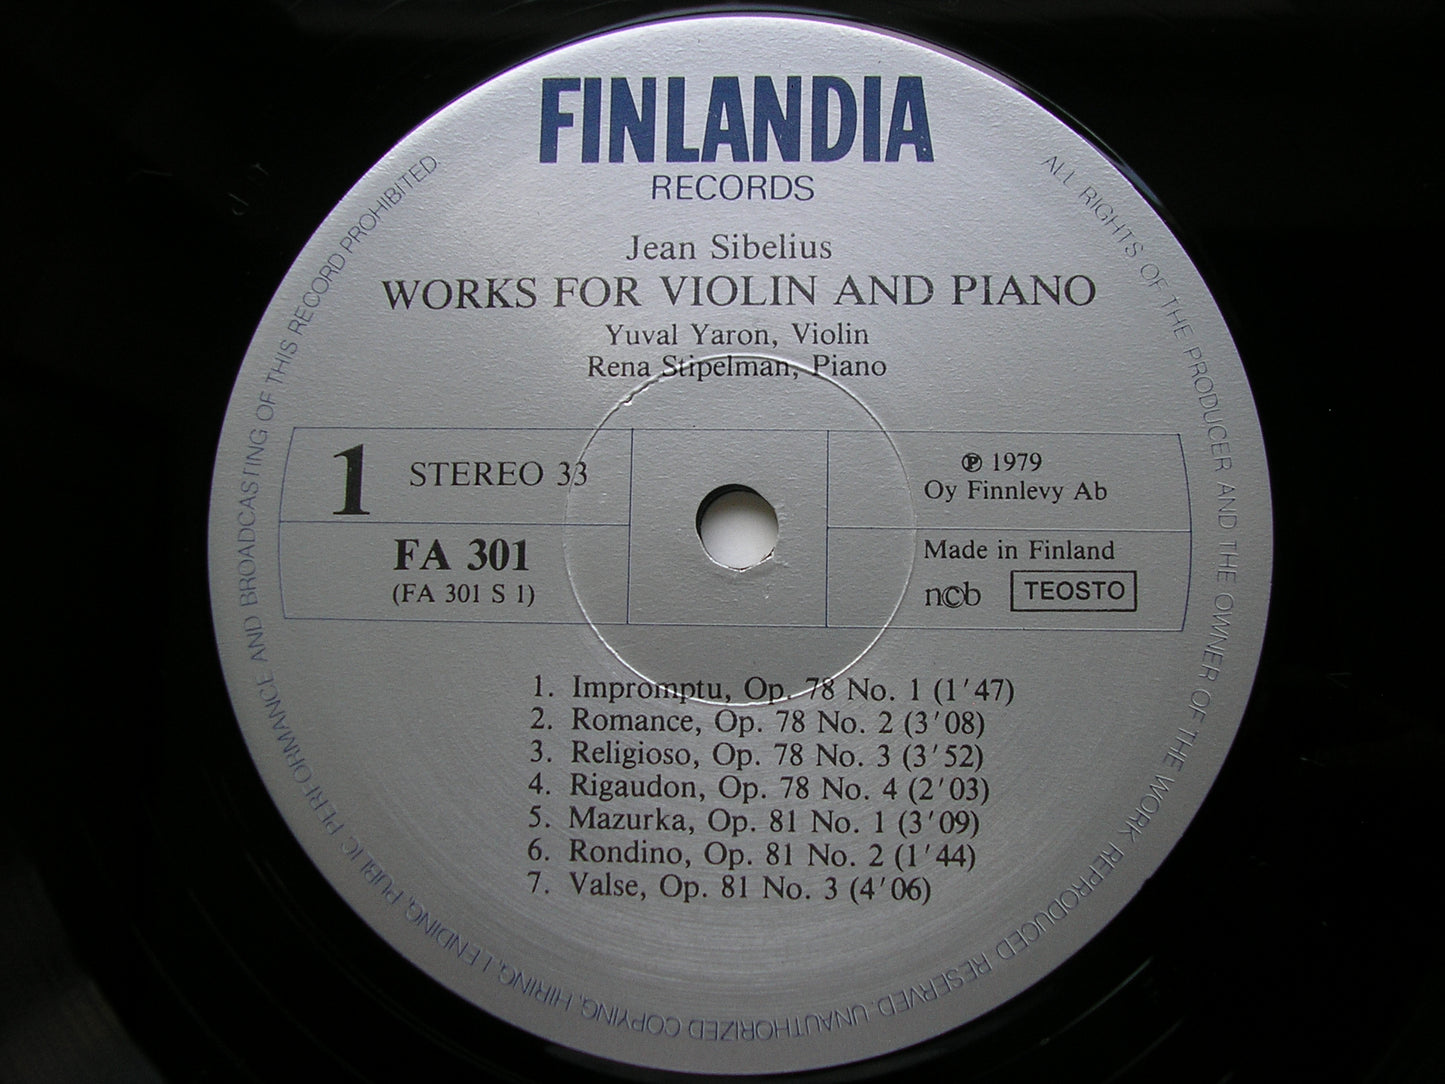 FINLANDIA
RECORDS
Jean Sibelius
WORKS FOR VIOLIN AND PIANO
Yuval Yaron, Violin
Rena Stipelman, Piano
1 STEREO 33
FA 301
(FA 301 S 1)
℗ 1979
Oy Finnlevy Ab
Made in Finland
ncb TEOSTO
1. Impromptu, Op. 78 No. 1 (1'47)
2. Romance, Op. 78 No. 2 (3'08)
3. Religioso, Op. 78 No. 3 (3'52)
4. Rigaudon, Op. 78 No. 4 (2'03)
5. Mazurka, Op. 81 No. 1 (3'09)
6. Rondino, Op. 81 No. 2 (1'44)
7. Valse, Op. 81 No. 3 (4'06)
ALL RIGHTS OF THE PRODUCER AND THE OWNER OF THE WORK REPRODUCED RESERVED. UNAUTHORIZED COPYING, HIRING, LENDING, PUBLIC PERFORMANCE AND BROADCASTING OF THIS RECORD PROHIBITED.